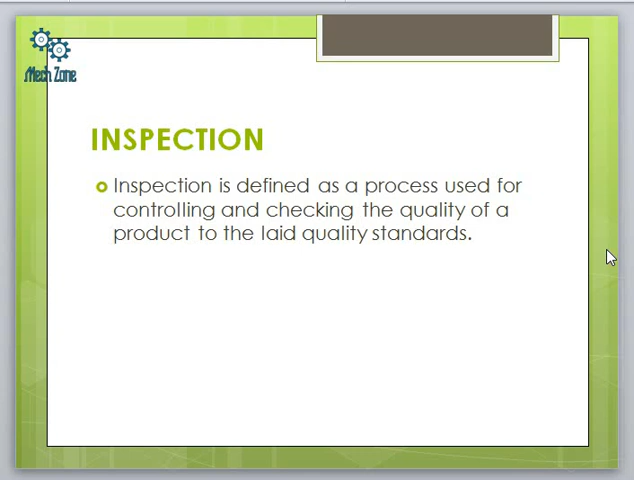 Mech Zone
INSPECTION
Inspection is defined as a process used for
controlling and checking the quality of a
product to the laid quality standards.